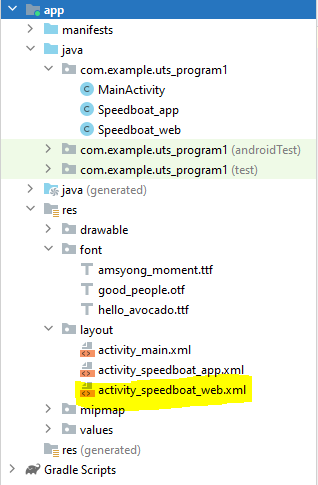 app
manifests
java
com.example.uts_program1
MainActivity
Speedboat_app
Speedboat_web
com.example.uts_program1 (androidTest)
com.example.uts_program1 (test)
java (generated)
res
drawable
font
amsyong_moment.ttf
good_people.otf
hello_avocado.ttf
layout
activity_main.xml
activity_speedboat_app.xml
activity_speedboat_web.xml
mipmap
values
res (generated)
Gradle Scripts